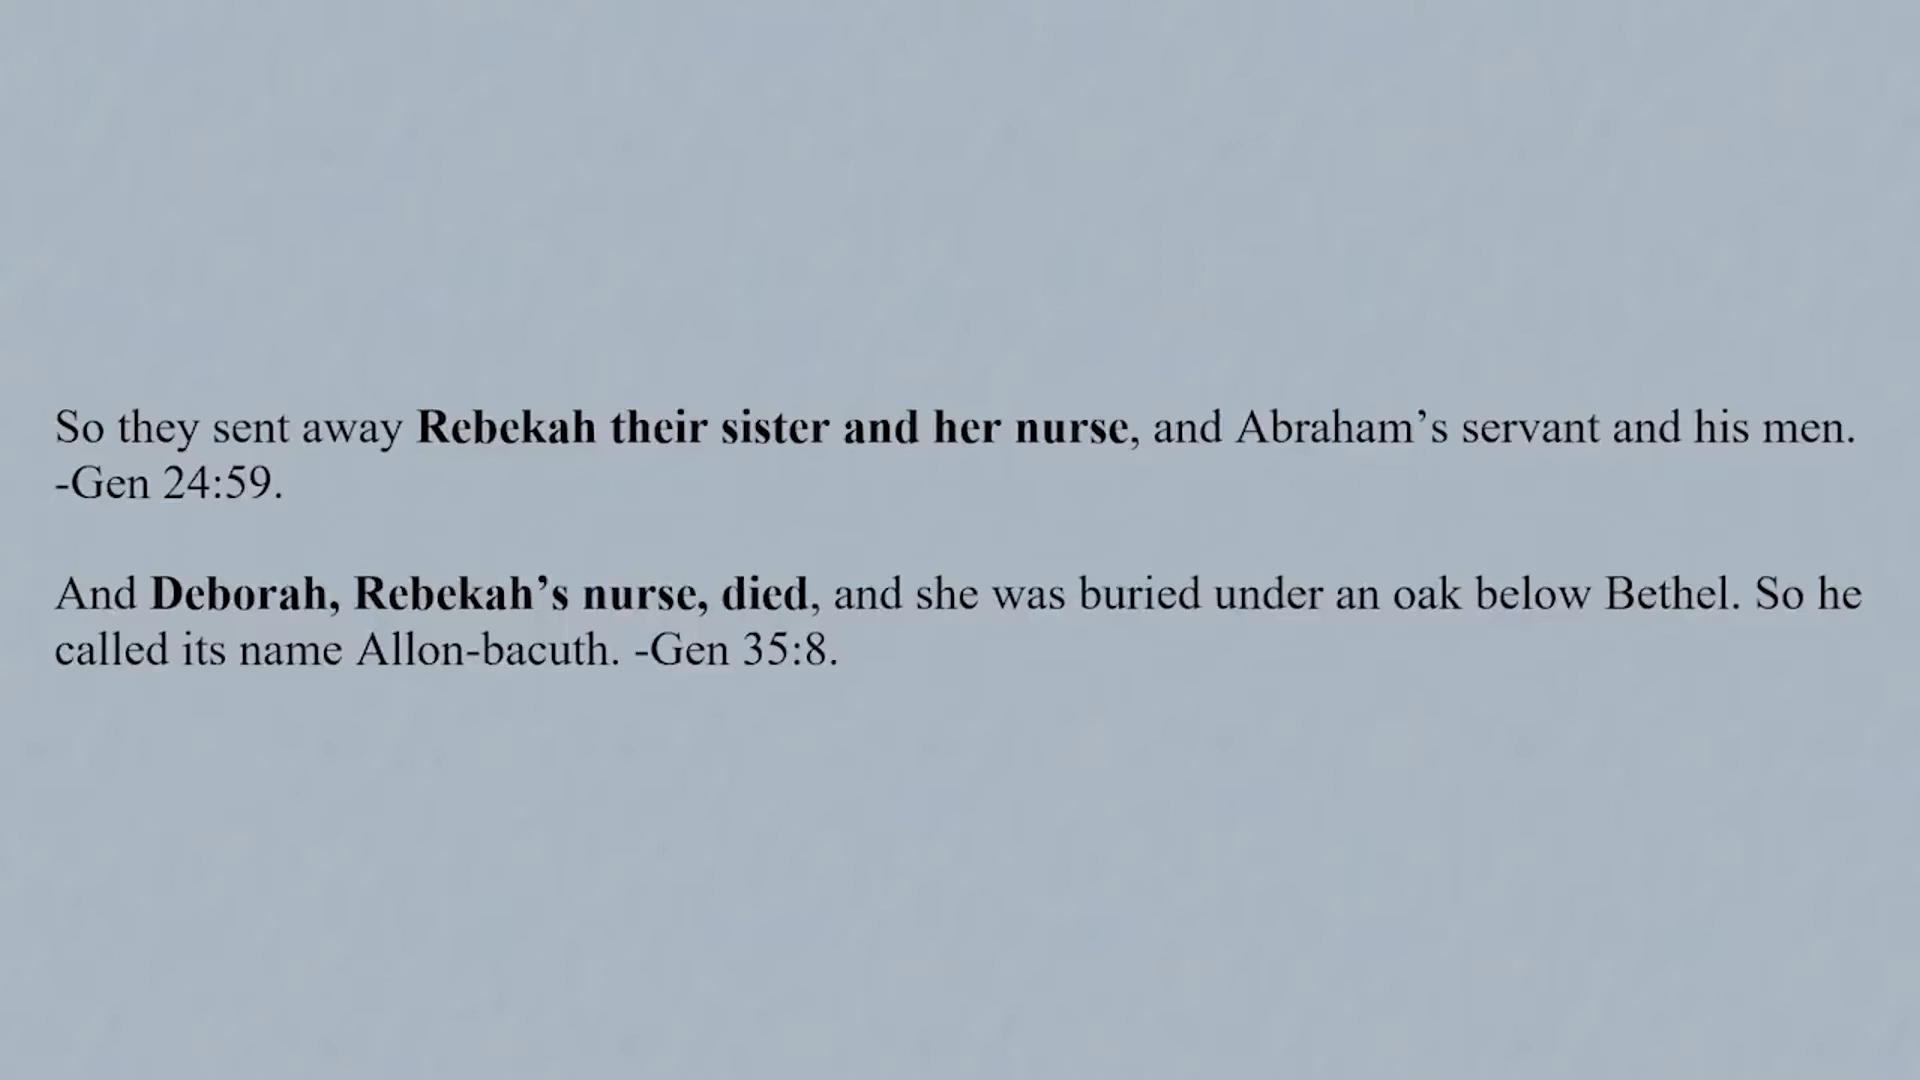 So they sent away Rebekah their sister and her nurse, and Abraham’s servant and his men.
-Gen 24:59.
And Deborah, Rebekah’s nurse, died, and she was buried under an oak below Bethel. So he
called its name Allon-bacuth. -Gen 35:8.